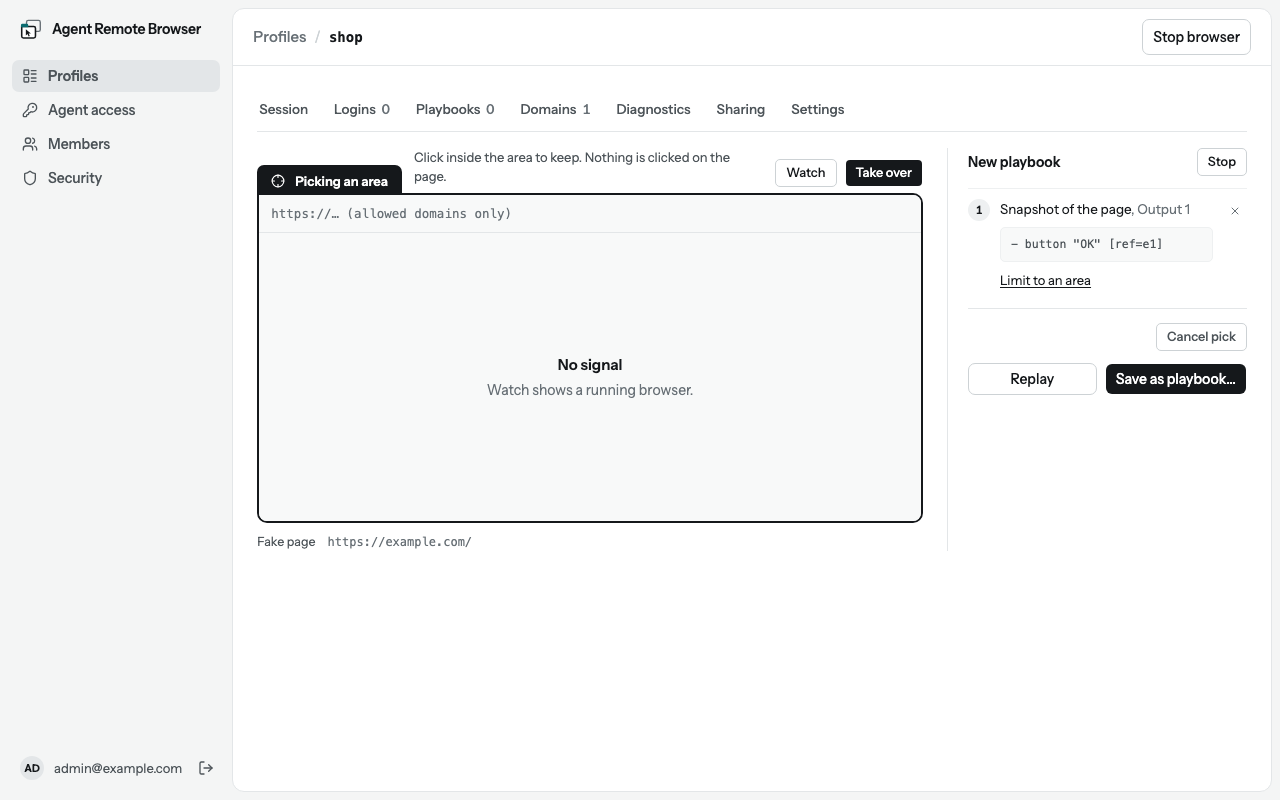 Agent Remote Browser
Profiles
Agent access
Members
Security
AD admin@example.com
Profiles / shop
Stop browser
Session
Logins 0
Playbooks 0
Domains 1
Diagnostics
Sharing
Settings
Picking an area
Click inside the area to keep. Nothing is clicked on the
page.
Watch
Take over
https://… (allowed domains only)
No signal
Watch shows a running browser.
Fake page https://example.com/
New playbook
Stop
1 Snapshot of the page, Output 1 ×
– button "OK" [ref=e1]
Limit to an area
Cancel pick
Replay
Save as playbook…